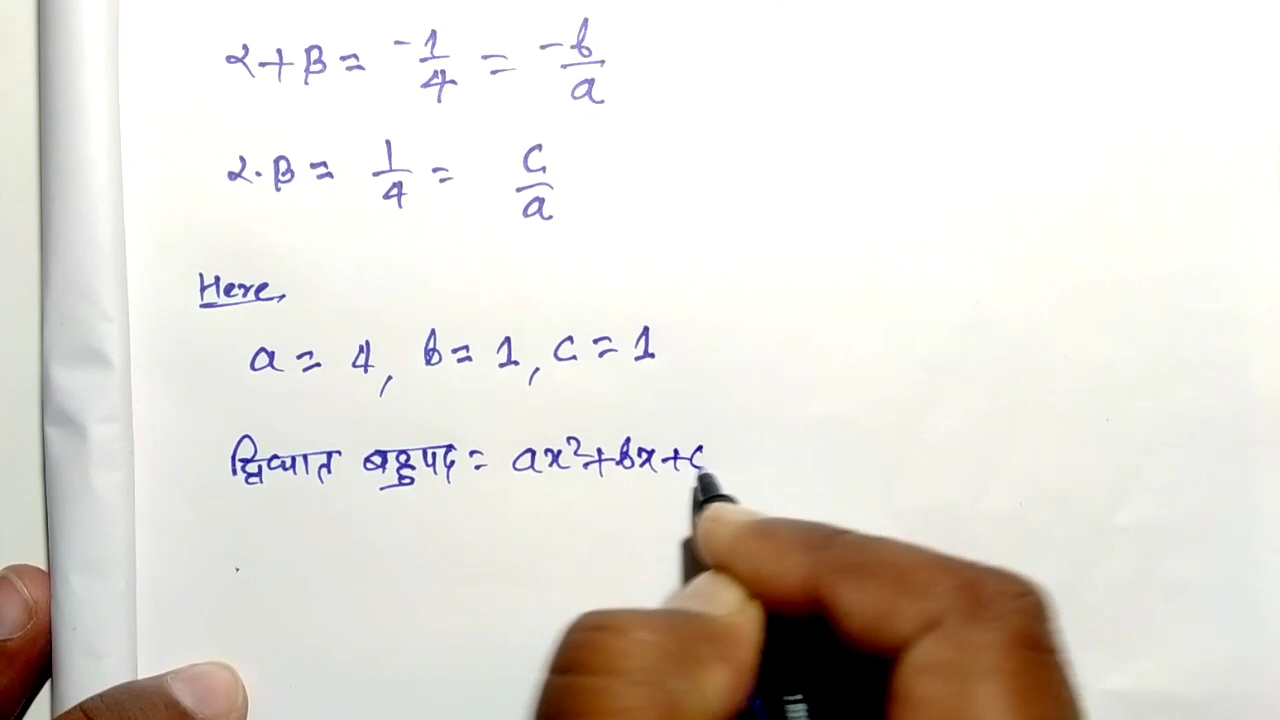 α+β = -1/4 = -b/a
α.β = 1/4 = c/a
Here,
a = 4, b = 1, c = 1
द्विघात बहुपद = ax²+bx+c